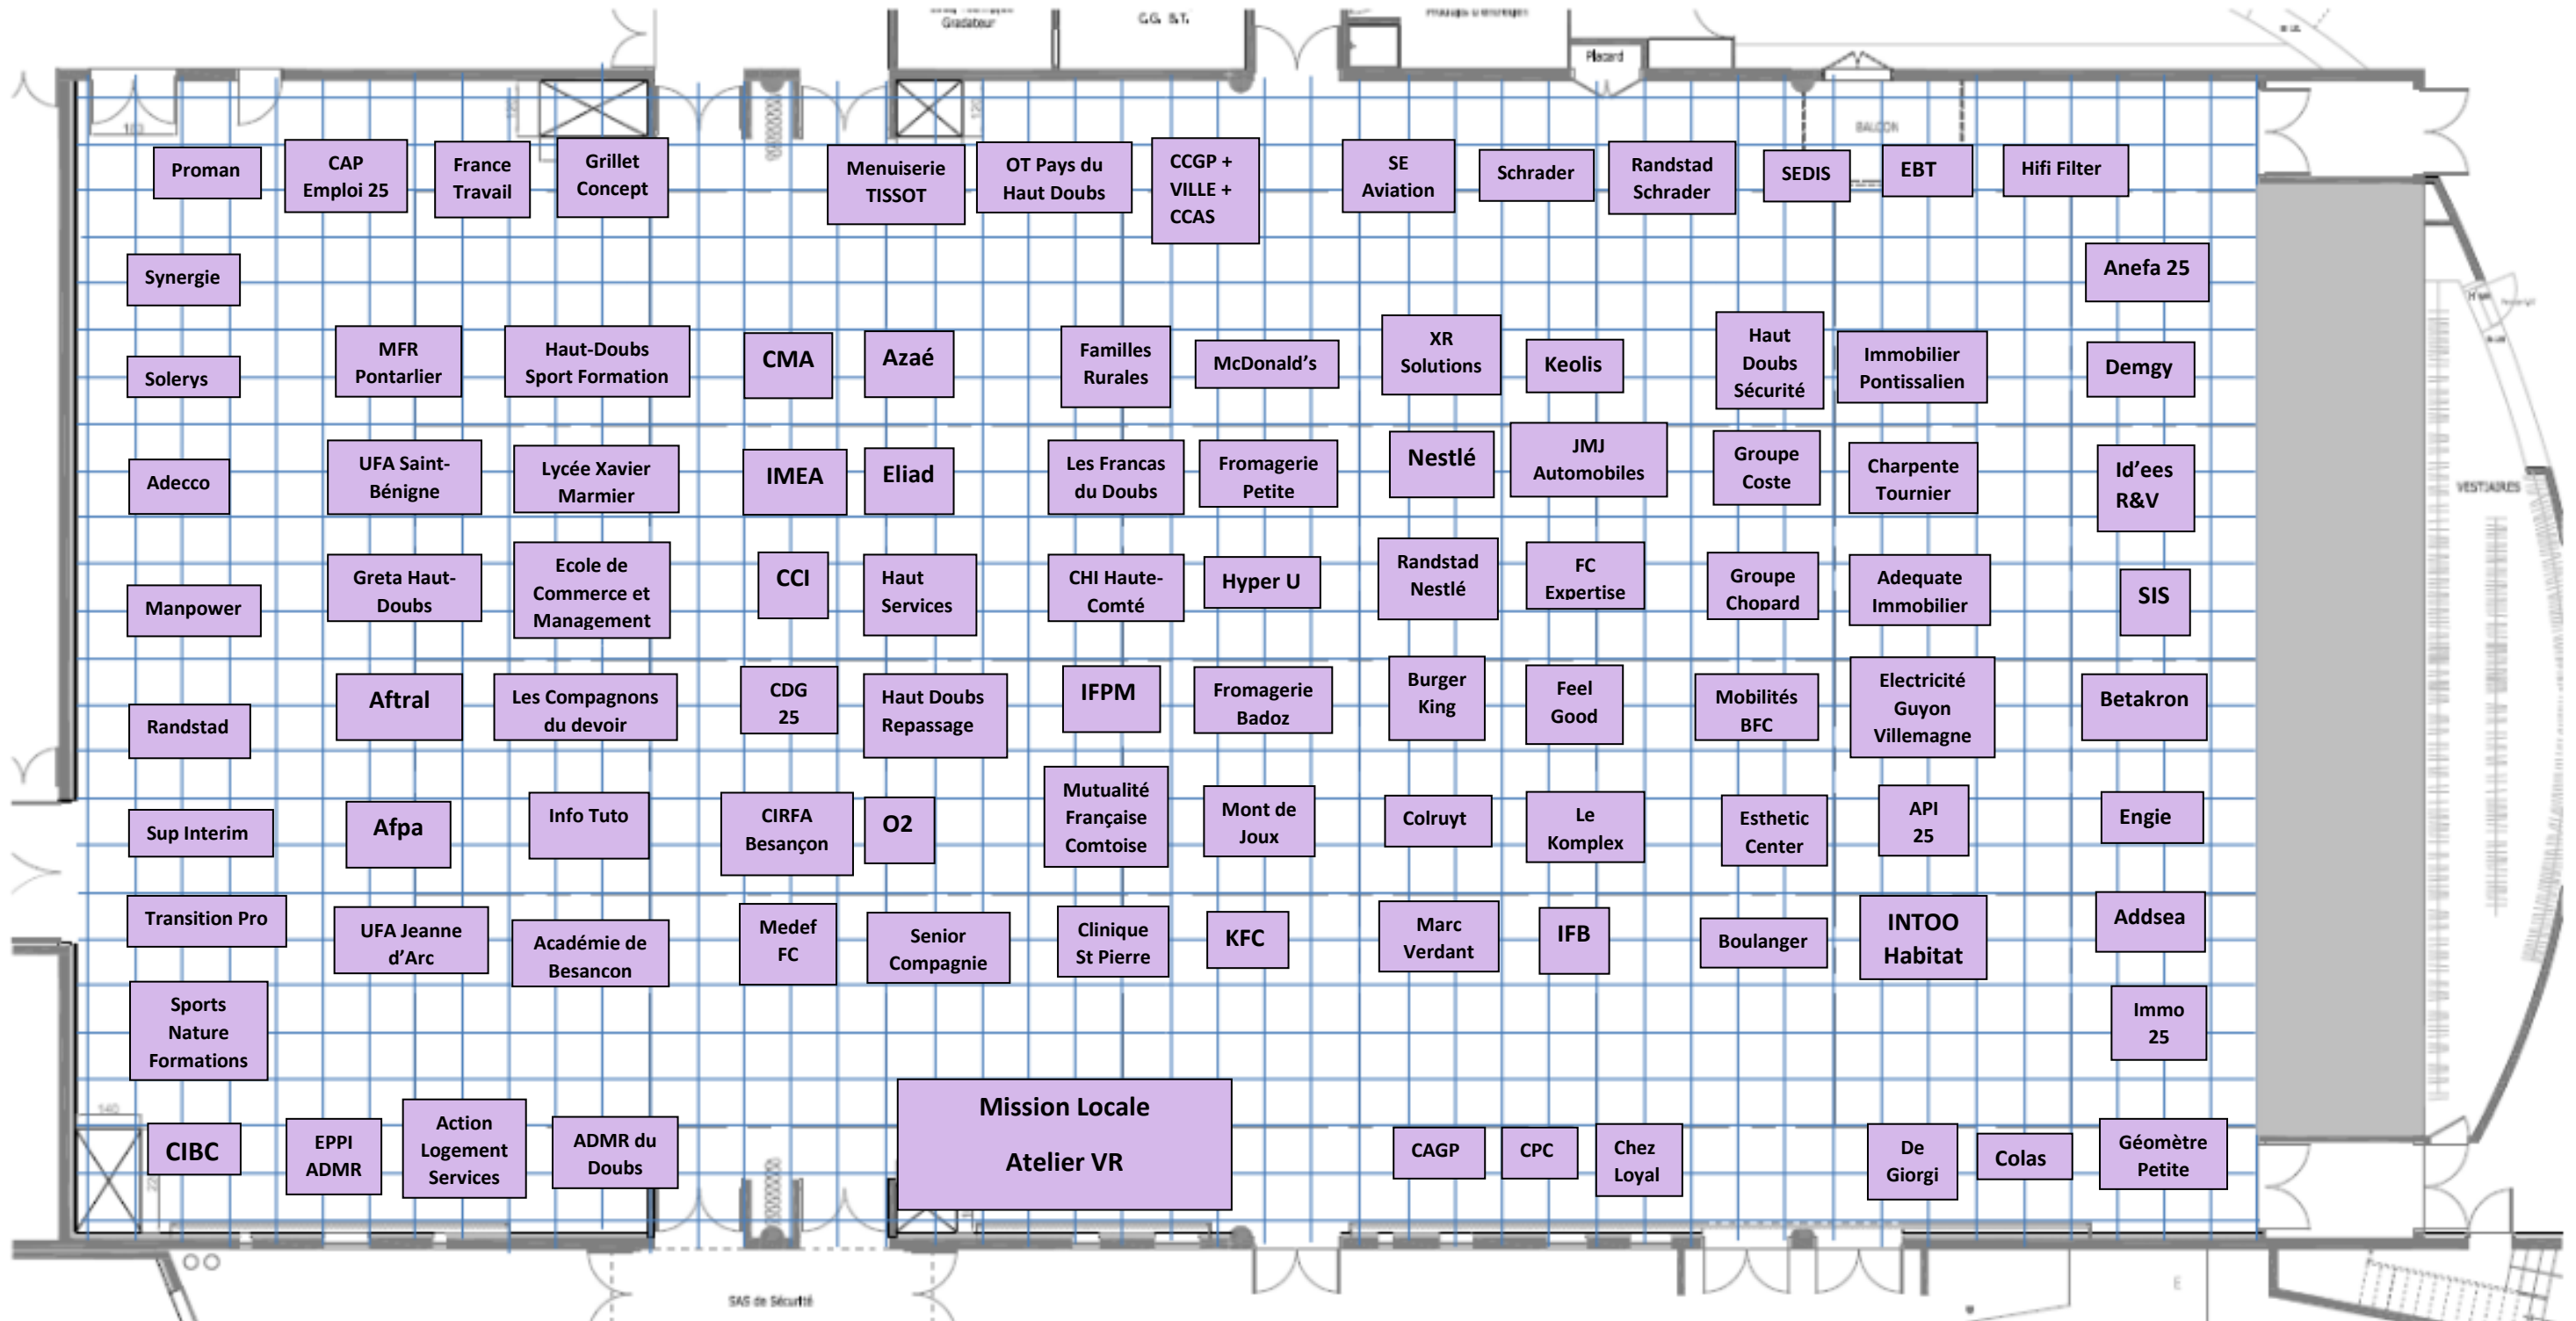 Gradateur
C.G. B.T.
Placard
BALCON
Proman
CAP
Emploi 25
France
Travail
Grillet
Concept
Menuiserie
TISSOT
OT Pays du
Haut Doubs
CCGP +
VILLE +
CCAS
SE
Aviation
Schrader
Randstad
Schrader
SEDIS
EBT
Hifi Filter
Synergie
Anefa 25
Solerys
MFR
Pontarlier
Haut-Doubs
Sport Formation
CMA
Azaé
Familles
Rurales
McDonald's
XR
Solutions
Keolis
Haut
Doubs
Sécurité
Immobilier
Pontissalien
Demgy
Adecco
UFA Saint-
Bénigne
Lycée Xavier
Marmier
IMEA
Eliad
Les Francas
du Doubs
Fromagerie
Petite
Nestlé
JMJ
Automobiles
Groupe
Coste
Charpente
Tournier
Id'ees
R&V
VESTIAIRES
Manpower
Greta Haut-
Doubs
Ecole de
Commerce et
Management
CCI
Haut
Services
CHI Haute-
Comté
Hyper U
Randstad
Nestlé
FC
Expertise
Groupe
Chopard
Adequate
Immobilier
SIS
Randstad
Aftral
Les Compagnons
du devoir
CDG
25
Haut Doubs
Repassage
IFPM
Fromagerie
Badoz
Burger
King
Feel
Good
Mobilités
BFC
Electricité
Guyon
Villemagne
Betakron
Sup Interim
Afpa
Info Tuto
CIRFA
Besançon
O2
Mutualité
Française
Comtoise
Mont de
Joux
Colruyt
Le
Komplex
Esthetic
Center
API
25
Engie
Transition Pro
UFA Jeanne
d'Arc
Académie de
Besancon
Medef
FC
Senior
Compagnie
Clinique
St Pierre
KFC
Marc
Verdant
IFB
Boulanger
INTOO
Habitat
Addsea
Sports
Nature
Formations
Immo
25
140
CIBC
EPPI
ADMR
Action
Logement
Services
ADMR du
Doubs
Mission Locale
Atelier VR
CAGP
CPC
Chez
Loyal
De
Giorgi
Colas
Géomètre
Petite
SAS de Sécurité